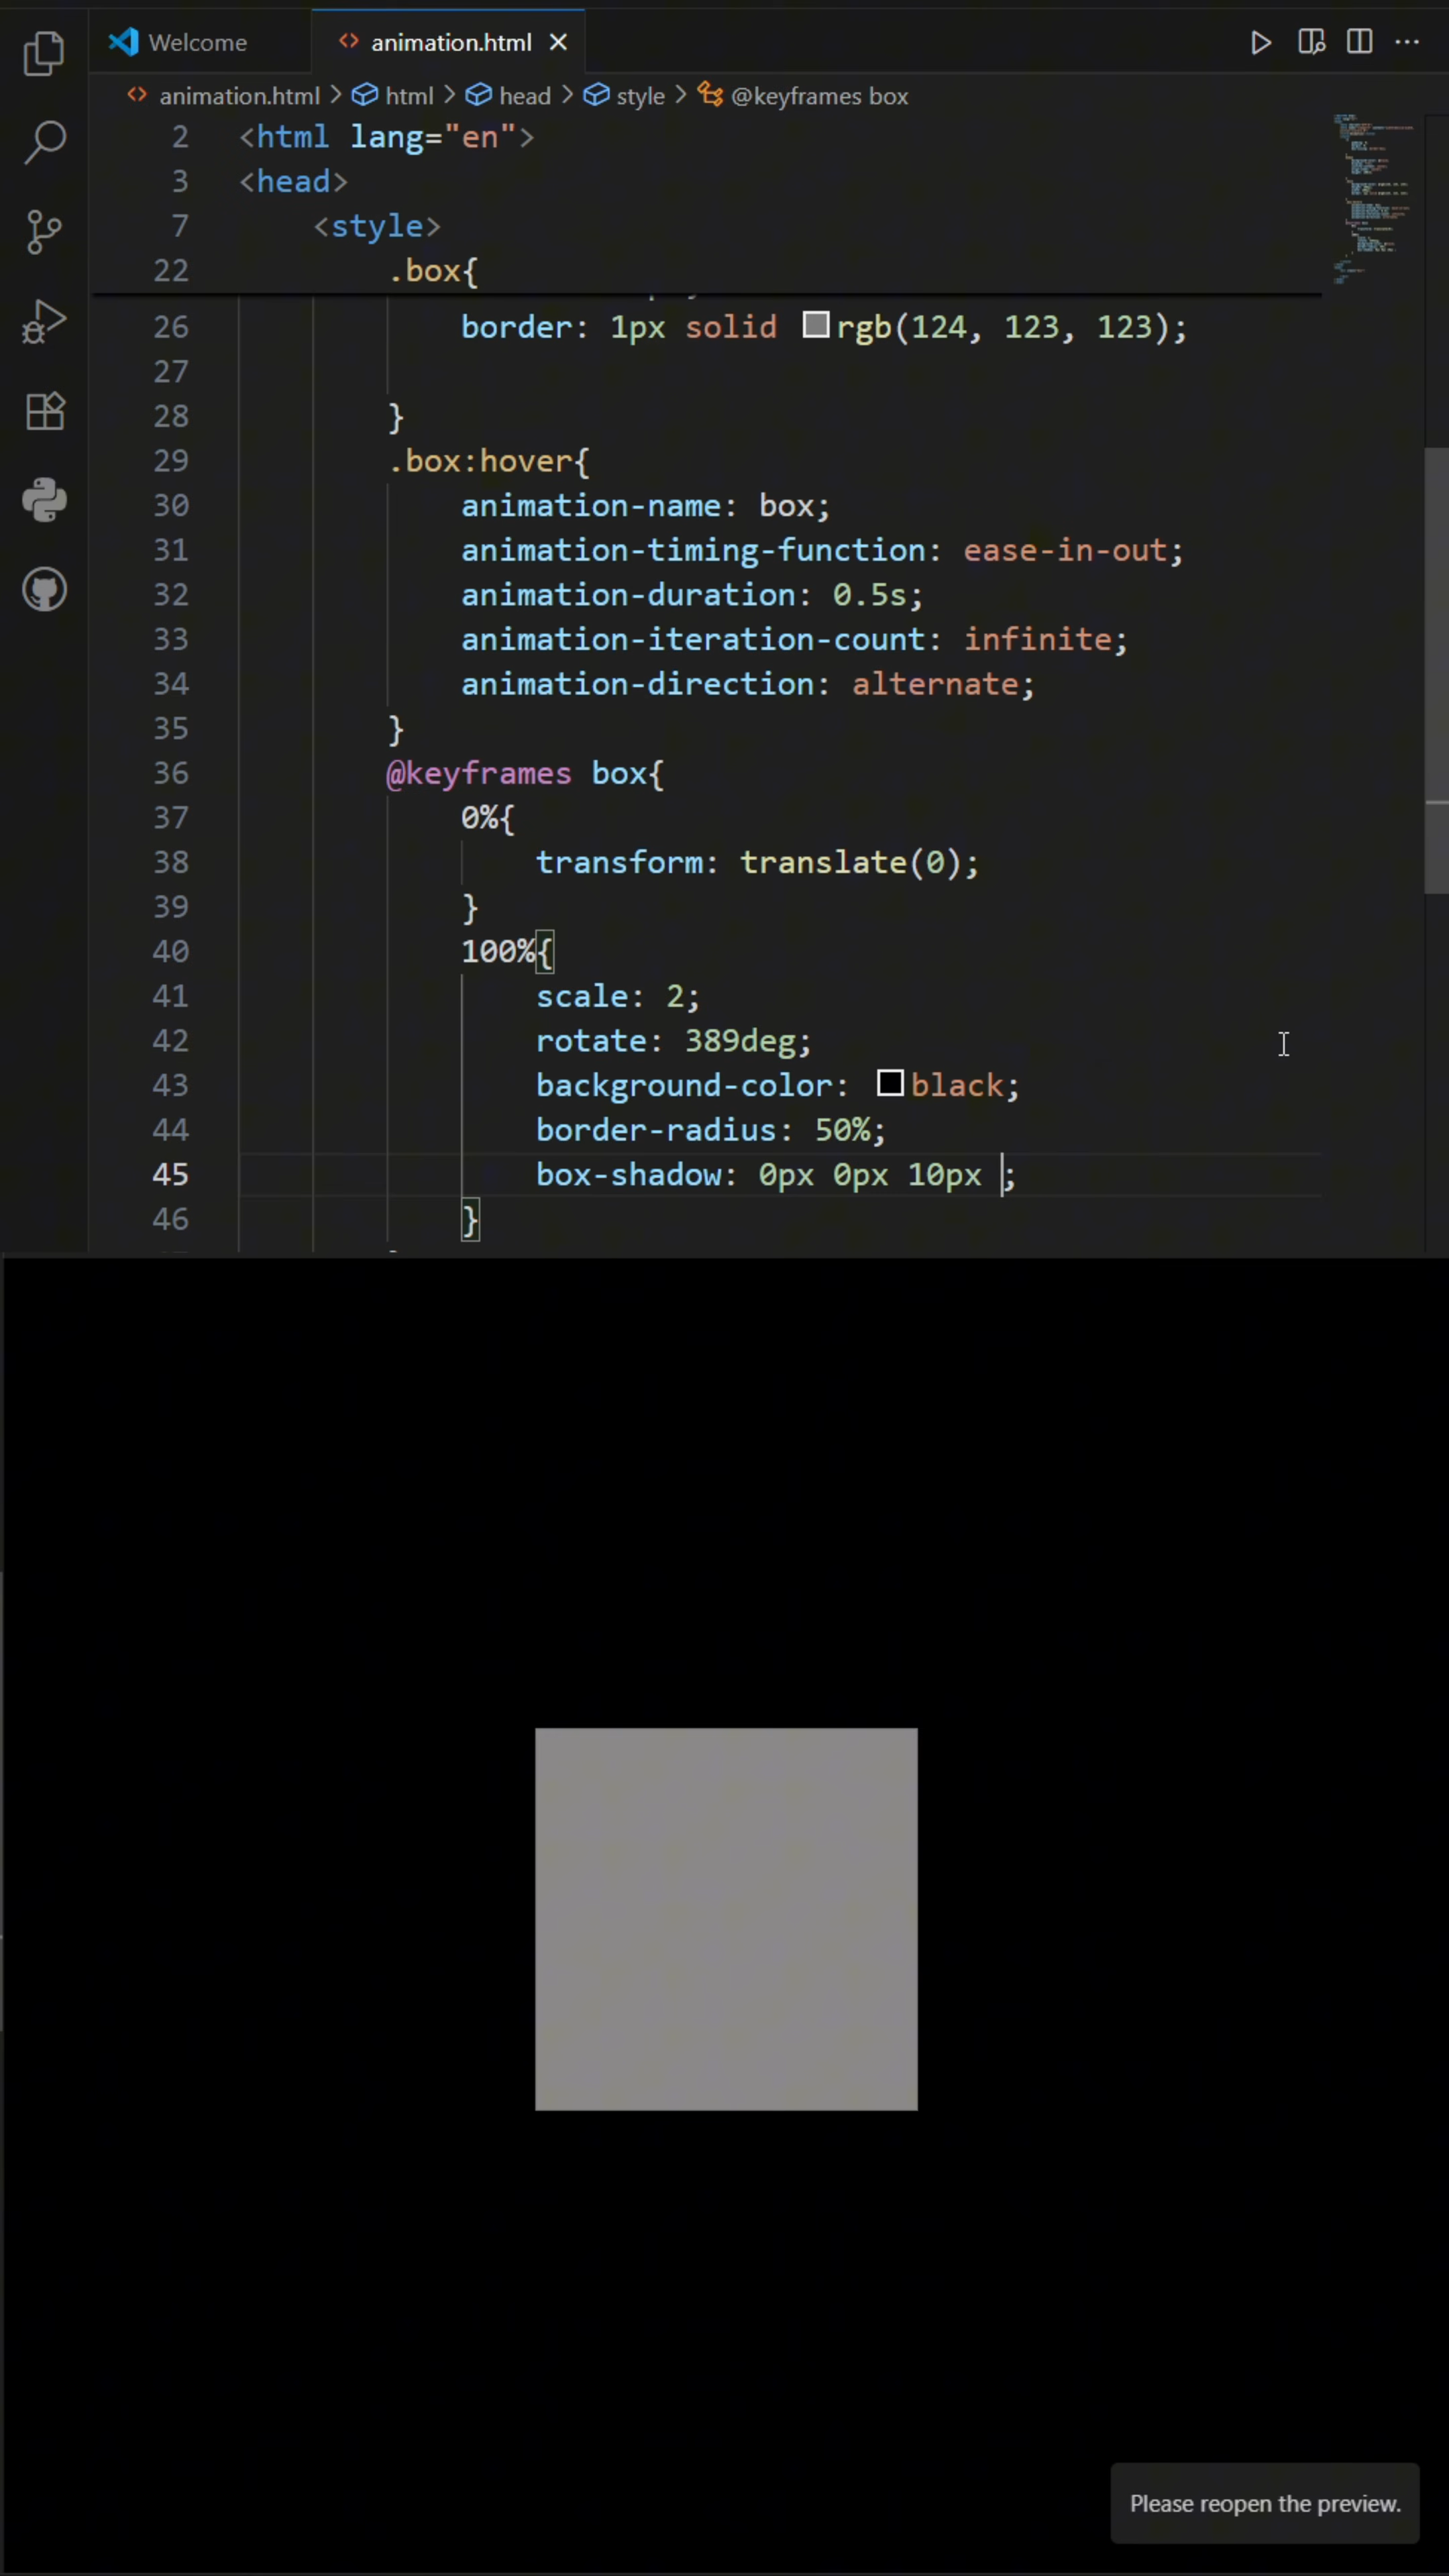 Welcome
animation.html
animation.html > html > head > style > @keyframes box
2 <html lang="en">
3 <head>
7 <style>
22 .box{
26 border: 1px solid rgb(124, 123, 123);
27
28 }
29 .box:hover{
30 animation-name: box;
31 animation-timing-function: ease-in-out;
32 animation-duration: 0.5s;
33 animation-iteration-count: infinite;
34 animation-direction: alternate;
35 }
36 @keyframes box{
37 0%{
38 transform: translate(0);
39 }
40 100%{
41 scale: 2;
42 rotate: 389deg;
43 background-color: black;
44 border-radius: 50%;
45 box-shadow: 0px 0px 10px ;
46 }
Please reopen the preview.